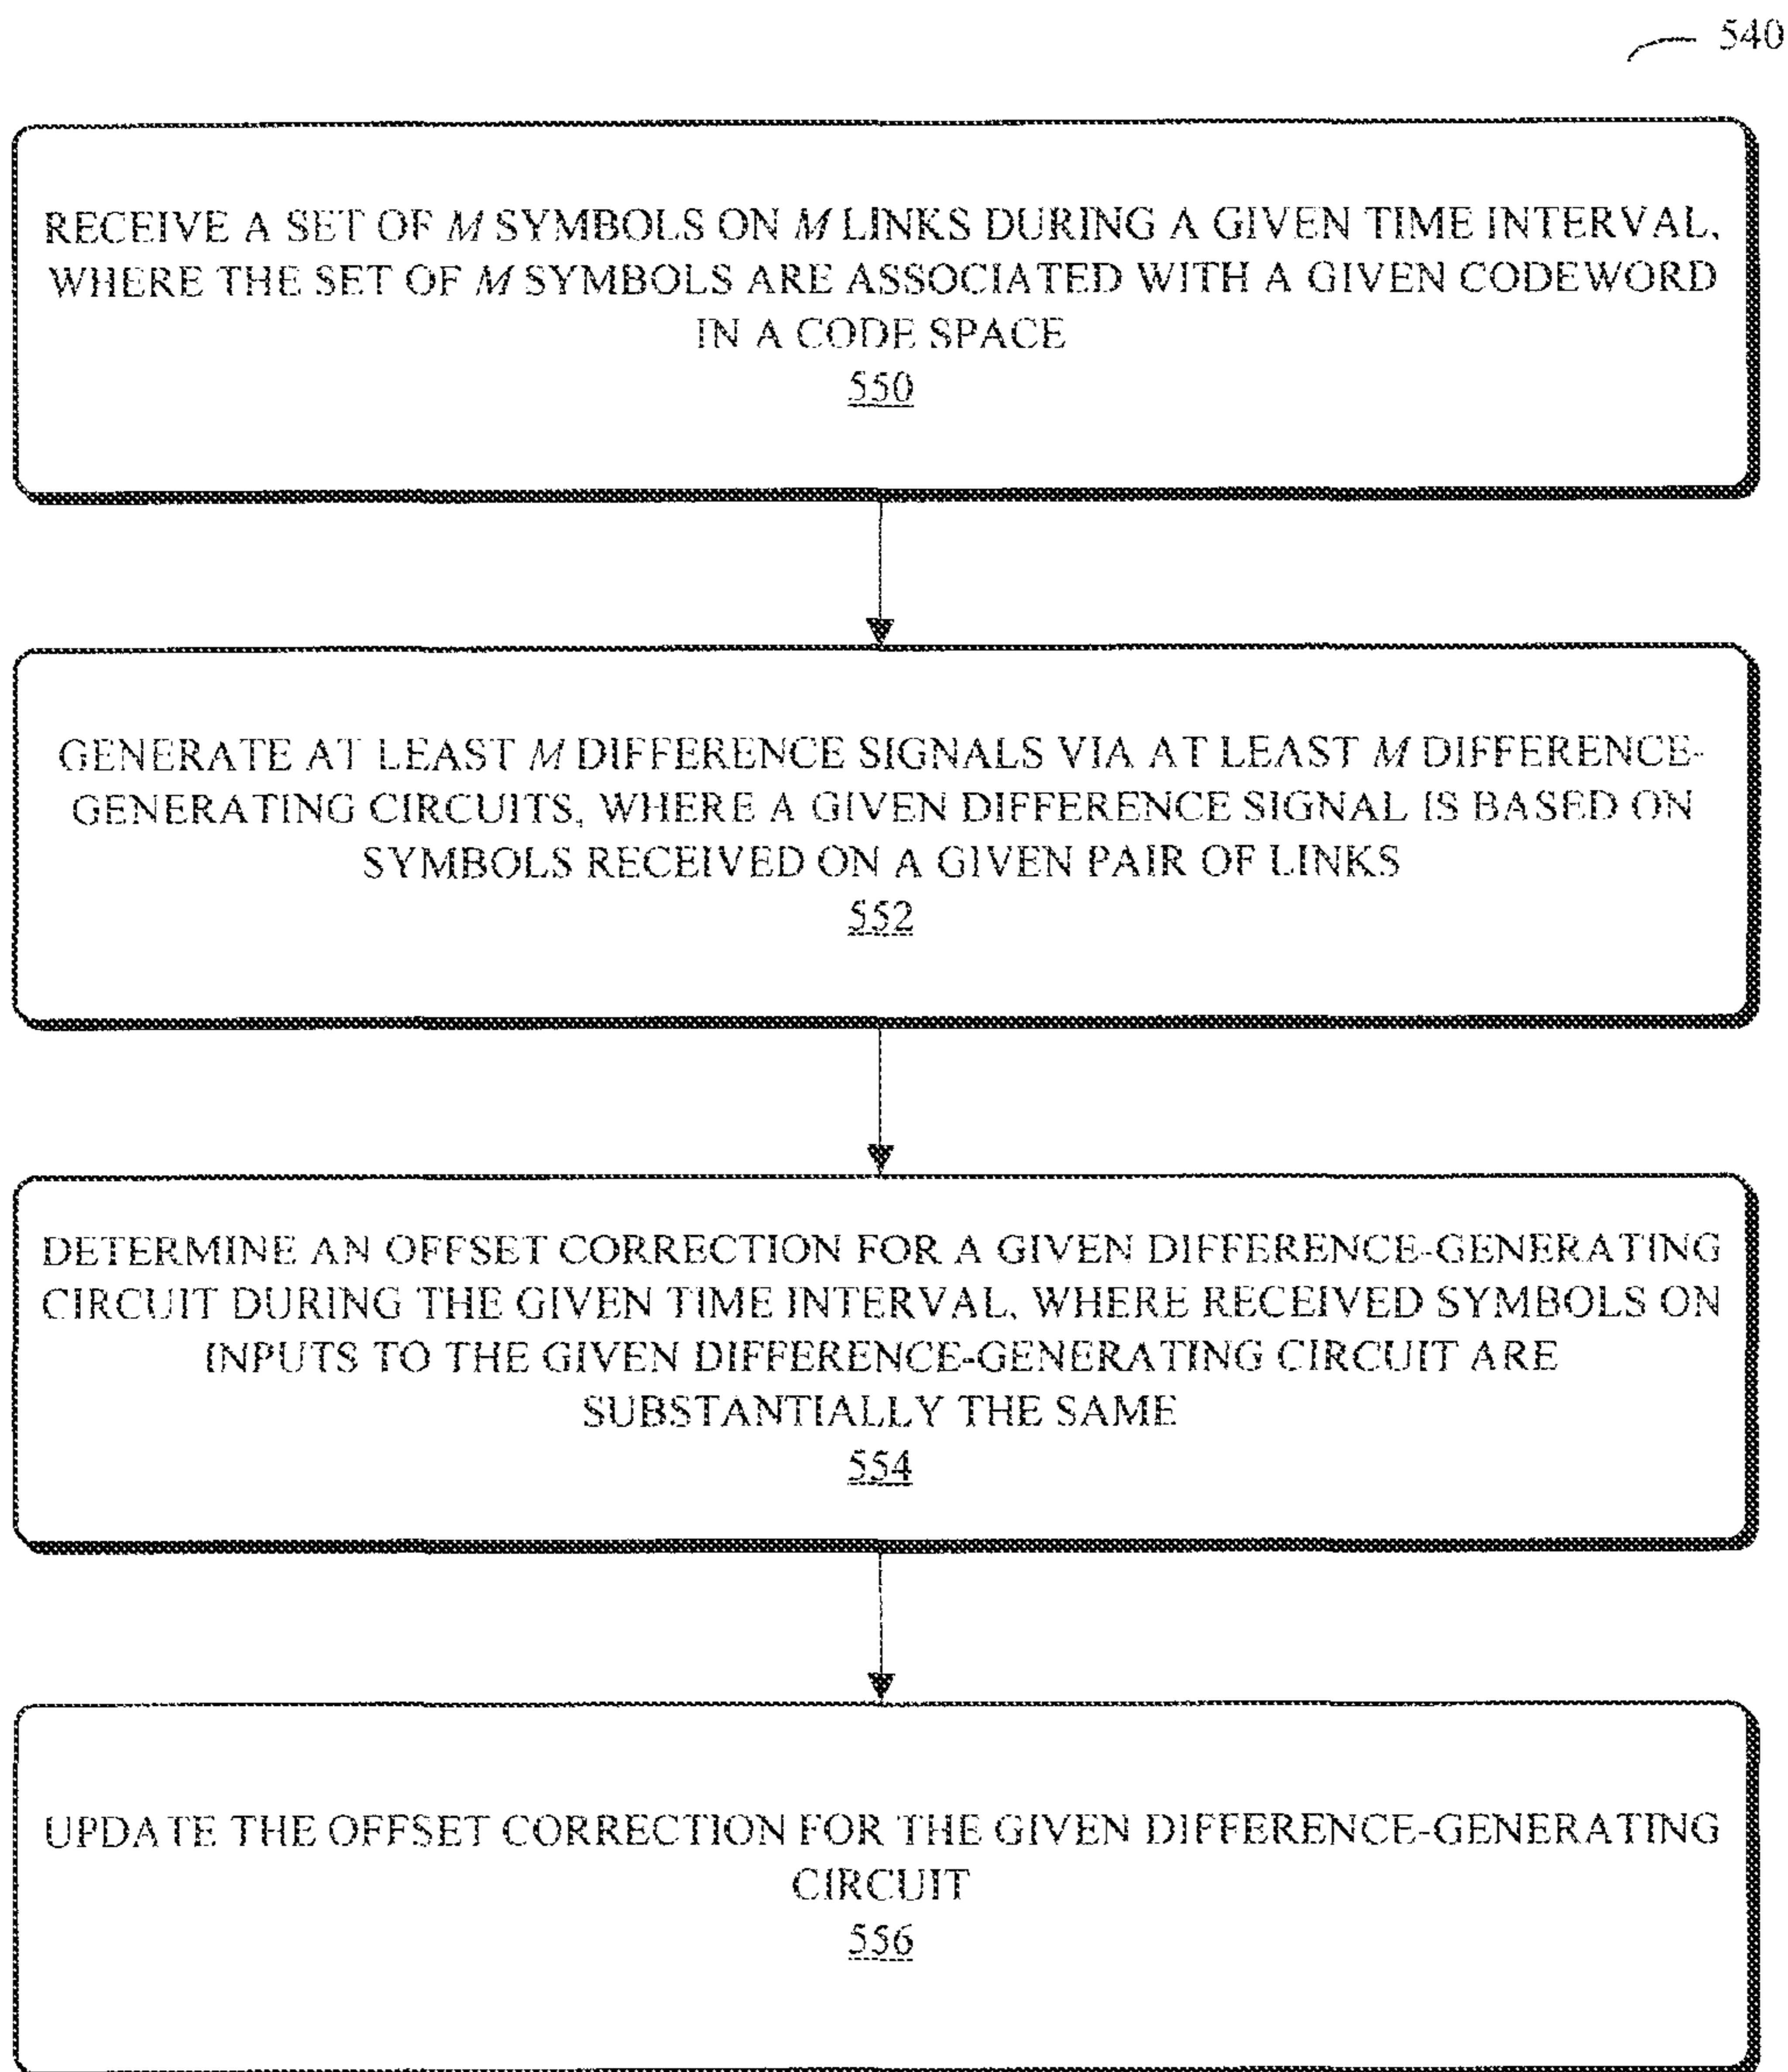 540
RECEIVE A SET OF M SYMBOLS ON M LINKS DURING A GIVEN TIME INTERVAL,
WHERE THE SET OF M SYMBOLS ARE ASSOCIATED WITH A GIVEN CODEWORD
IN A CODE SPACE
550
GENERATE AT LEAST M DIFFERENCE SIGNALS VIA AT LEAST M DIFFERENCE-
GENERATING CIRCUITS, WHERE A GIVEN DIFFERENCE SIGNAL IS BASED ON
SYMBOLS RECEIVED ON A GIVEN PAIR OF LINKS
552
DETERMINE AN OFFSET CORRECTION FOR A GIVEN DIFFERENCE-GENERATING
CIRCUIT DURING THE GIVEN TIME INTERVAL, WHERE RECEIVED SYMBOLS ON
INPUTS TO THE GIVEN DIFFERENCE-GENERATING CIRCUIT ARE
SUBSTANTIALLY THE SAME
554
UPDATE THE OFFSET CORRECTION FOR THE GIVEN DIFFERENCE-GENERATING
CIRCUIT
556